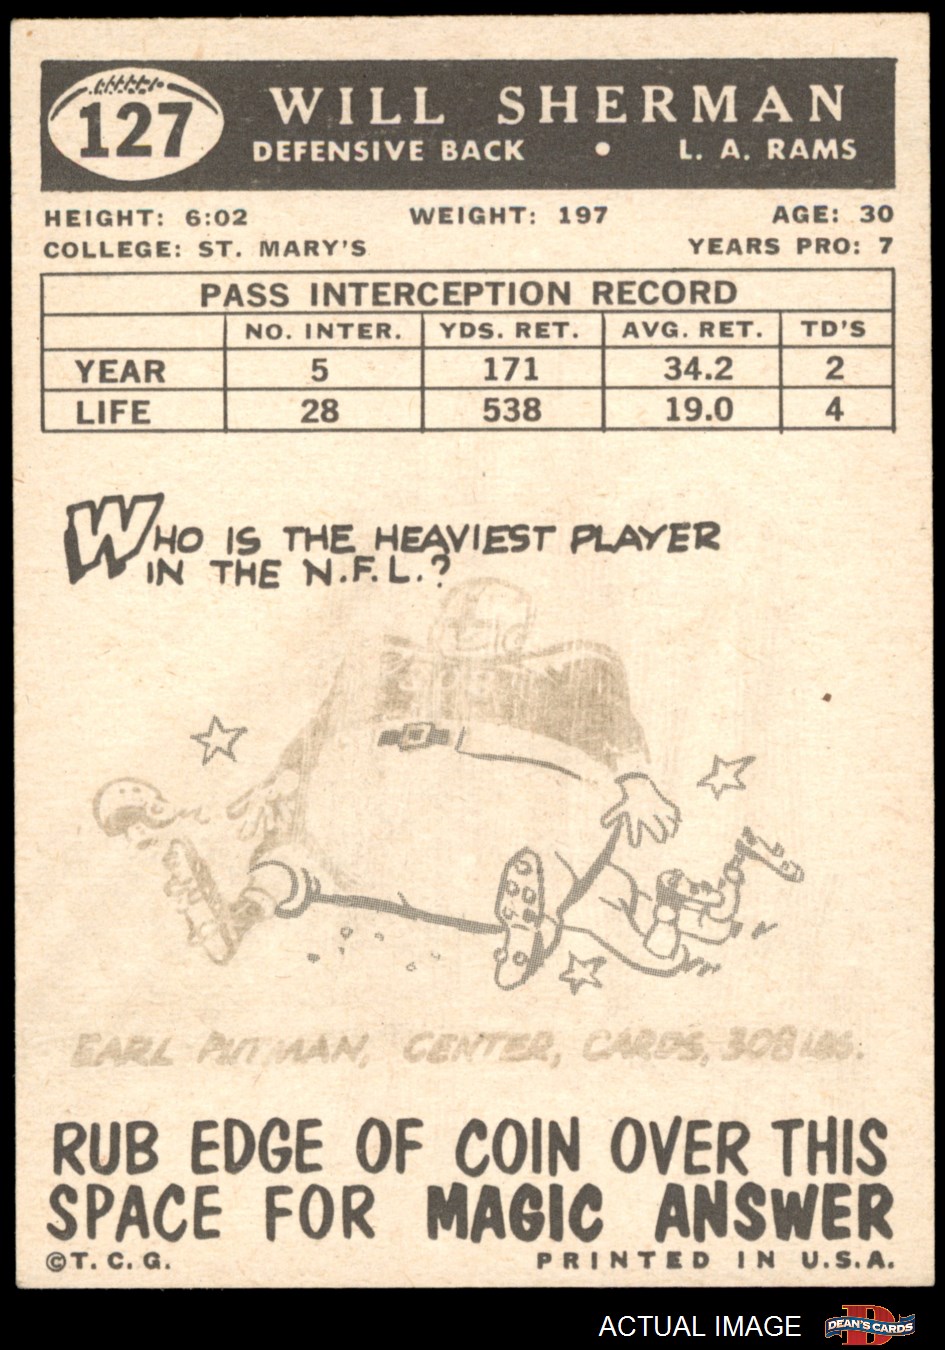 127
WILL SHERMAN
DEFENSIVE BACK • L. A. RAMS
HEIGHT: 6:02 WEIGHT: 197 AGE: 30
COLLEGE: ST. MARY'S YEARS PRO: 7
PASS INTERCEPTION RECORD
NO. INTER. YDS. RET. AVG. RET. TD'S
YEAR 5 171 34.2 2
LIFE 28 538 19.0 4
WHO IS THE HEAVIEST PLAYER
IN THE N.F.L.?
308
EARL PUTMAN, CENTER, CARDS, 308 LBS.
RUB EDGE OF COIN OVER THIS
SPACE FOR MAGIC ANSWER
©T. C. G. PRINTED IN U.S.A.
ACTUAL IMAGE
D
DEAN'S CARDS